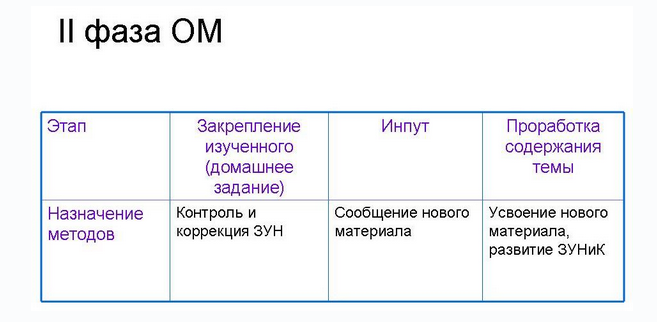 II фаза ОМ
Этап
Закрепление
изученного
(домашнее
задание)
Инпут
Проработка
содержания
темы
Назначение
методов
Контроль и
коррекция ЗУН
Сообщение нового
материала
Усвоение нового
материала,
развитие ЗУНиК